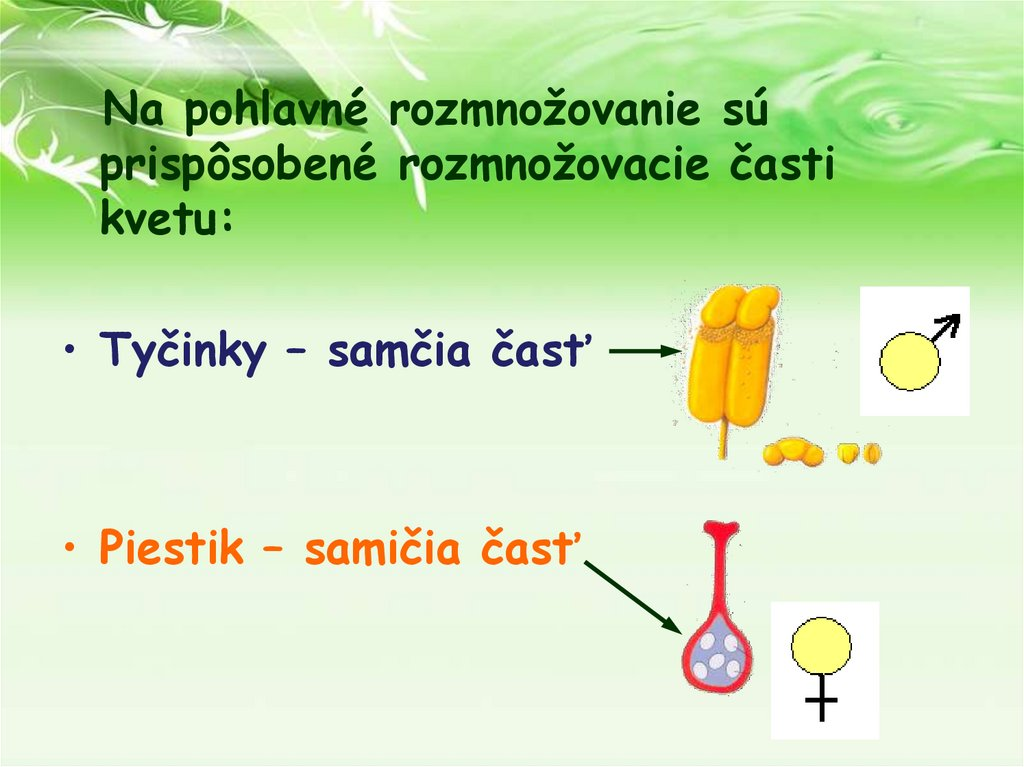 Na pohlavné rozmnožovanie sú
prispôsobené rozmnožovacie časti
kvetu:
• Tyčinky – samčia časť
• Piestik – samičia časť